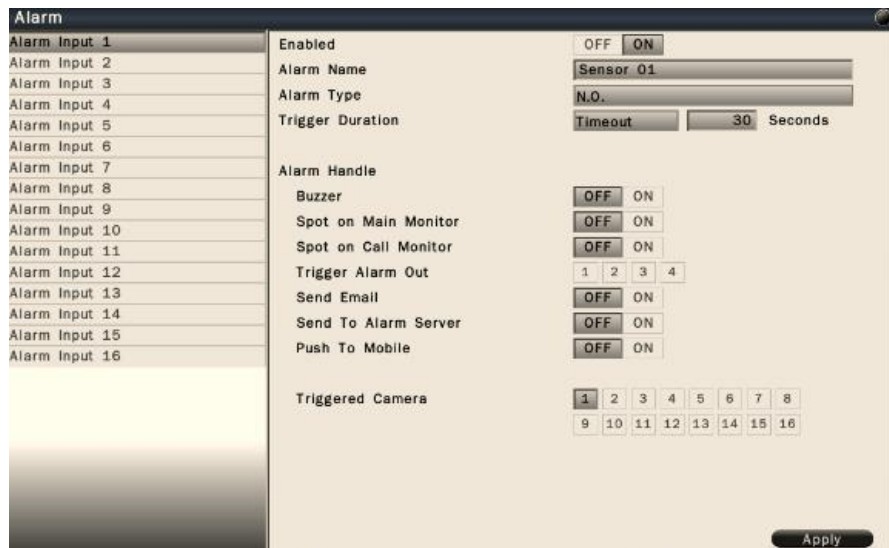 Alarm
Alarm Input 1
Alarm Input 2
Alarm Input 3
Alarm Input 4
Alarm Input 5
Alarm Input 6
Alarm Input 7
Alarm Input 8
Alarm Input 9
Alarm Input 10
Alarm Input 11
Alarm Input 12
Alarm Input 13
Alarm Input 14
Alarm Input 15
Alarm Input 16
Enabled OFF ON
Alarm Name Sensor 01
Alarm Type N.O.
Trigger Duration Timeout 30 Seconds
Alarm Handle
Buzzer OFF ON
Spot on Main Monitor OFF ON
Spot on Call Monitor OFF ON
Trigger Alarm Out 1 2 3 4
Send Email OFF ON
Send To Alarm Server OFF ON
Push To Mobile OFF ON
Triggered Camera 1 2 3 4 5 6 7 8
9 10 11 12 13 14 15 16
Apply